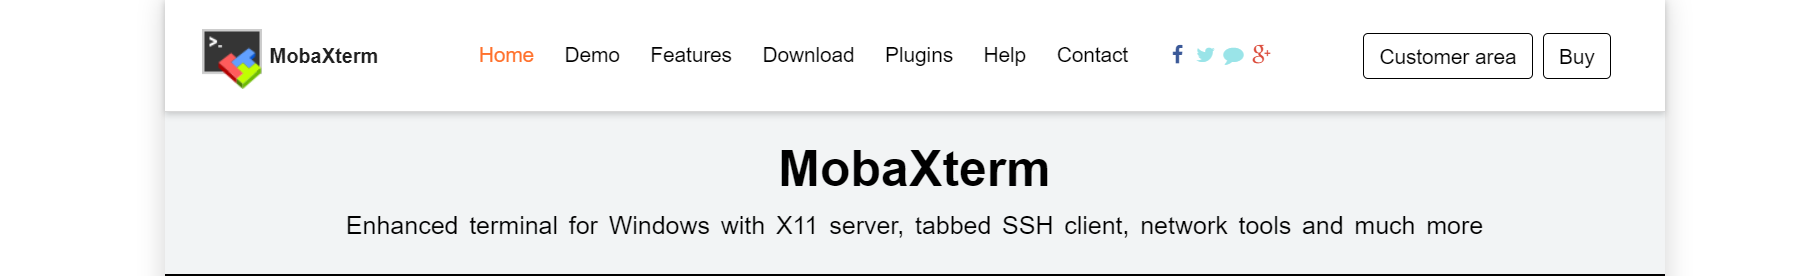 MobaXterm Home Demo Features Download Plugins Help Contact Customer area Buy
MobaXterm
Enhanced terminal for Windows with X11 server, tabbed SSH client, network tools and much more